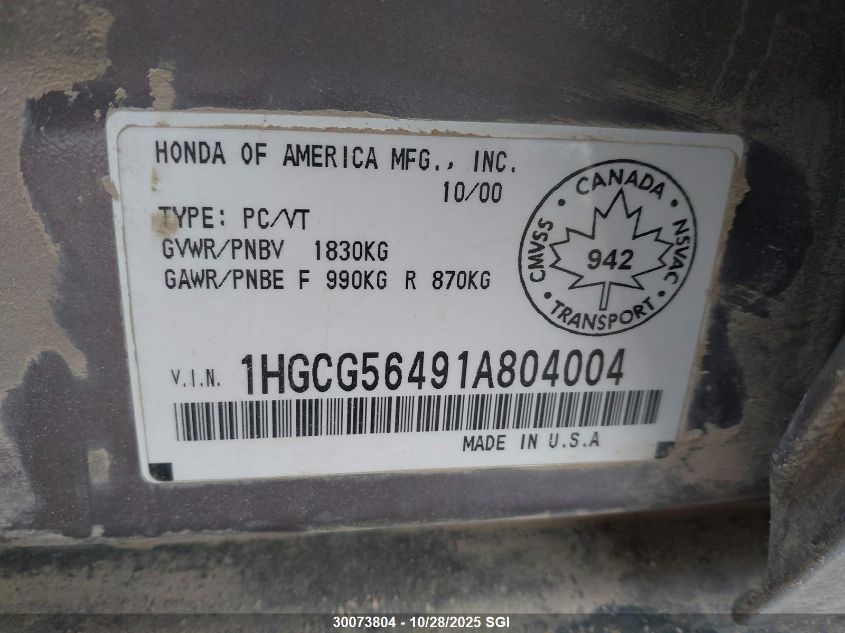 HONDA OF AMERICA MFG., INC.
10/00
TYPE: PC/VT
GVWR/PNBV 1830KG
GAWR/PNBE F 990KG R 870KG
CANADA
CMVSS
942
NSVAC
TRANSPORT
V.I.N. 1HGCG56491A804004
MADE IN U.S.A
30073804 - 10/28/2025 SGI